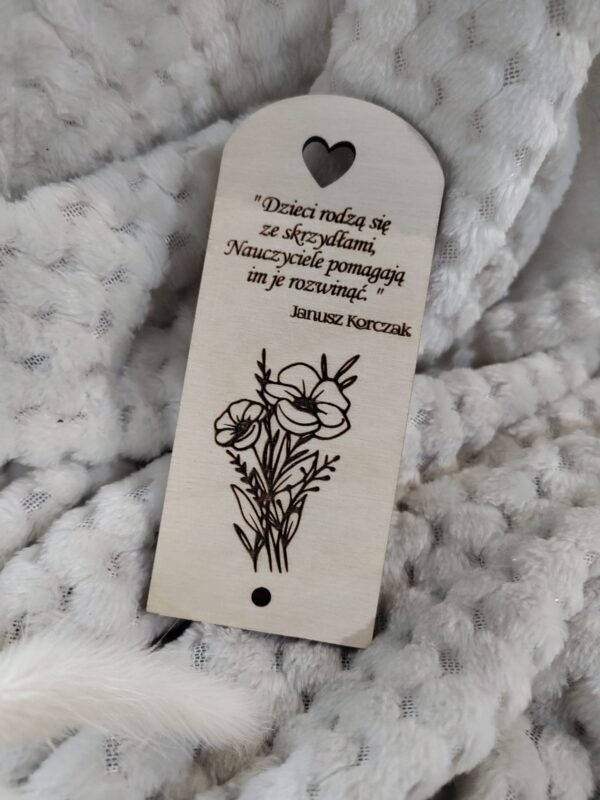 "Dzieci rodzą się
ze skrzydłami,
Nauczyciele pomagają
im je rozwinąć. "
Janusz Korczak